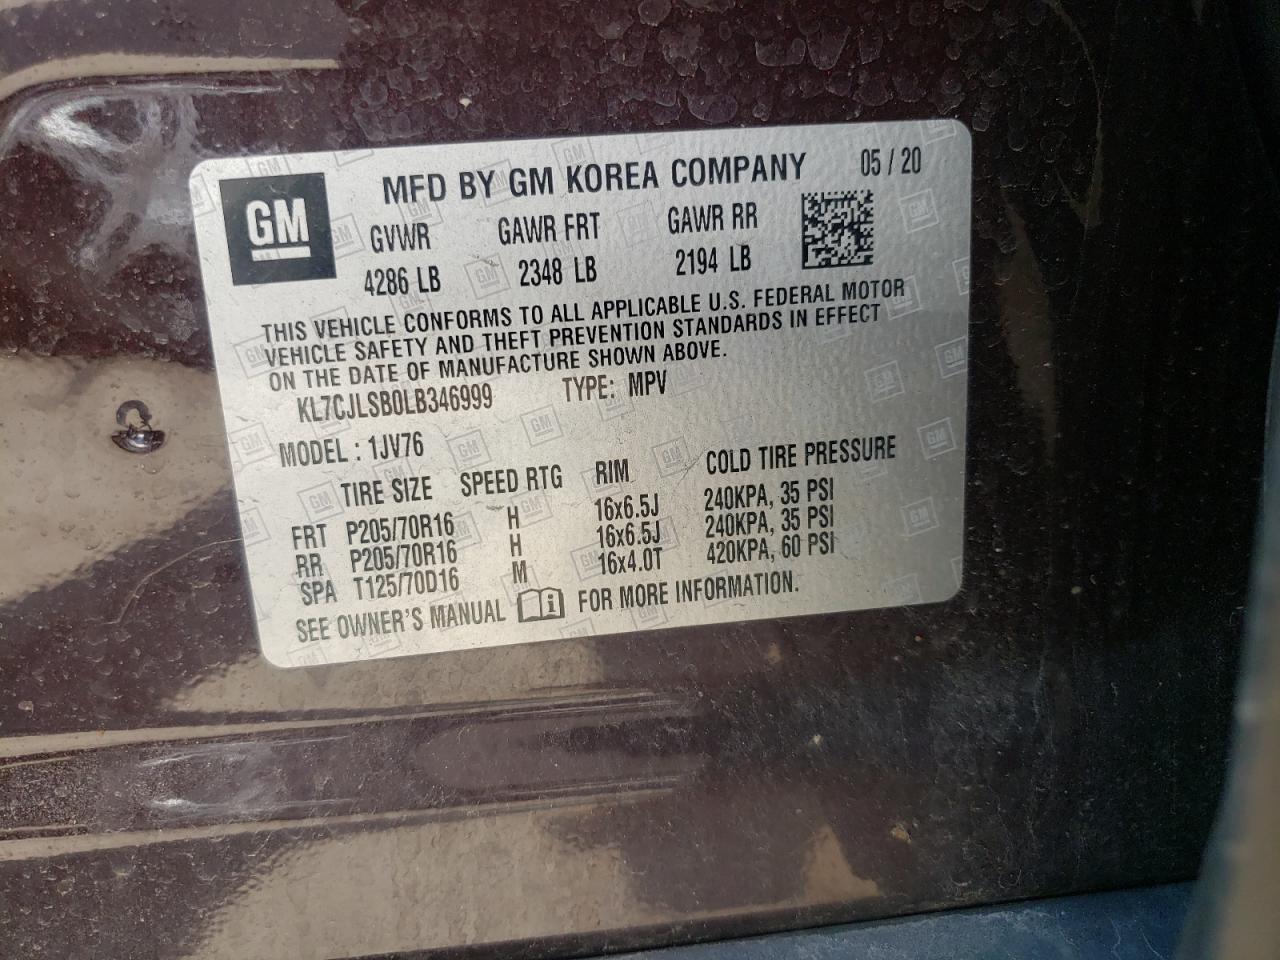 MFD BY GM KOREA COMPANY 05 / 20
GM
GVWR GAWR FRT GAWR RR
4286 LB 2348 LB 2194 LB
THIS VEHICLE CONFORMS TO ALL APPLICABLE U.S. FEDERAL MOTOR
VEHICLE SAFETY AND THEFT PREVENTION STANDARDS IN EFFECT
ON THE DATE OF MANUFACTURE SHOWN ABOVE.
KL7CJLSB0LB346999 TYPE: MPV
MODEL : 1JV76
TIRE SIZE SPEED RTG RIM COLD TIRE PRESSURE
FRT P205/70R16 H 16x6.5J 240KPA, 35 PSI
RR P205/70R16 H 16x6.5J 240KPA, 35 PSI
SPA T125/70D16 M 16x4.0T 420KPA, 60 PSI
SEE OWNER'S MANUAL i FOR MORE INFORMATION.